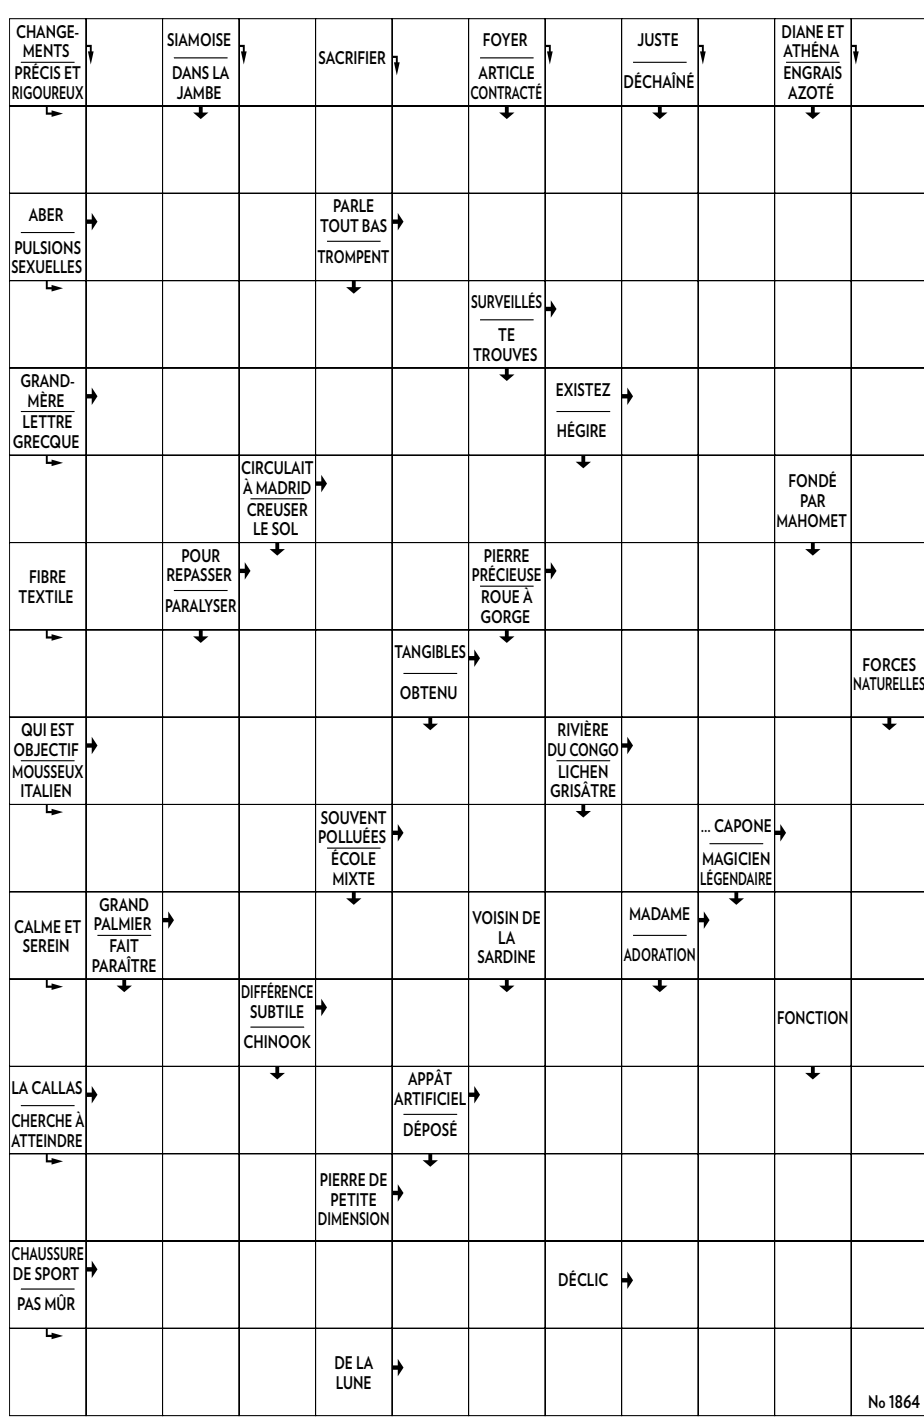 CHANGE-
MENTS
PRÉCIS ET
RIGOUREUX
SIAMOISE
DANS LA
JAMBE
SACRIFIER
FOYER
ARTICLE
CONTRACTÉ
JUSTE
DÉCHAÎNÉ
DIANE ET
ATHÉNA
ENGRAIS
AZOTÉ
ABER
PULSIONS
SEXUELLES
PARLE
TOUT BAS
TROMPENT
SURVEILLÉS
TE
TROUVES
GRAND-
MÈRE
LETTRE
GRECQUE
EXISTEZ
HÉGIRE
CIRCULAIT
À MADRID
CREUSER
LE SOL
FONDÉ
PAR
MAHOMET
FIBRE
TEXTILE
POUR
REPASSER
PARALYSER
PIERRE
PRÉCIEUSE
ROUE À
GORGE
TANGIBLES
OBTENU
FORCES
NATURELLES
QUI EST
OBJECTIF
MOUSSEUX
ITALIEN
RIVIÈRE
DU CONGO
LICHEN
GRISÂTRE
SOUVENT
POLLUÉES
ÉCOLE
MIXTE
... CAPONE
MAGICIEN
LÉGENDAIRE
CALME ET
SEREIN
GRAND
PALMIER
FAIT
PARAÎTRE
VOISIN DE
LA
SARDINE
MADAME
ADORATION
DIFFÉRENCE
SUBTILE
CHINOOK
FONCTION
LA CALLAS
CHERCHE À
ATTEINDRE
APPÂT
ARTIFICIEL
DÉPOSÉ
PIERRE DE
PETITE
DIMENSION
CHAUSSURE
DE SPORT
PAS MÛR
DÉCLIC
DE LA
LUNE
No 1864